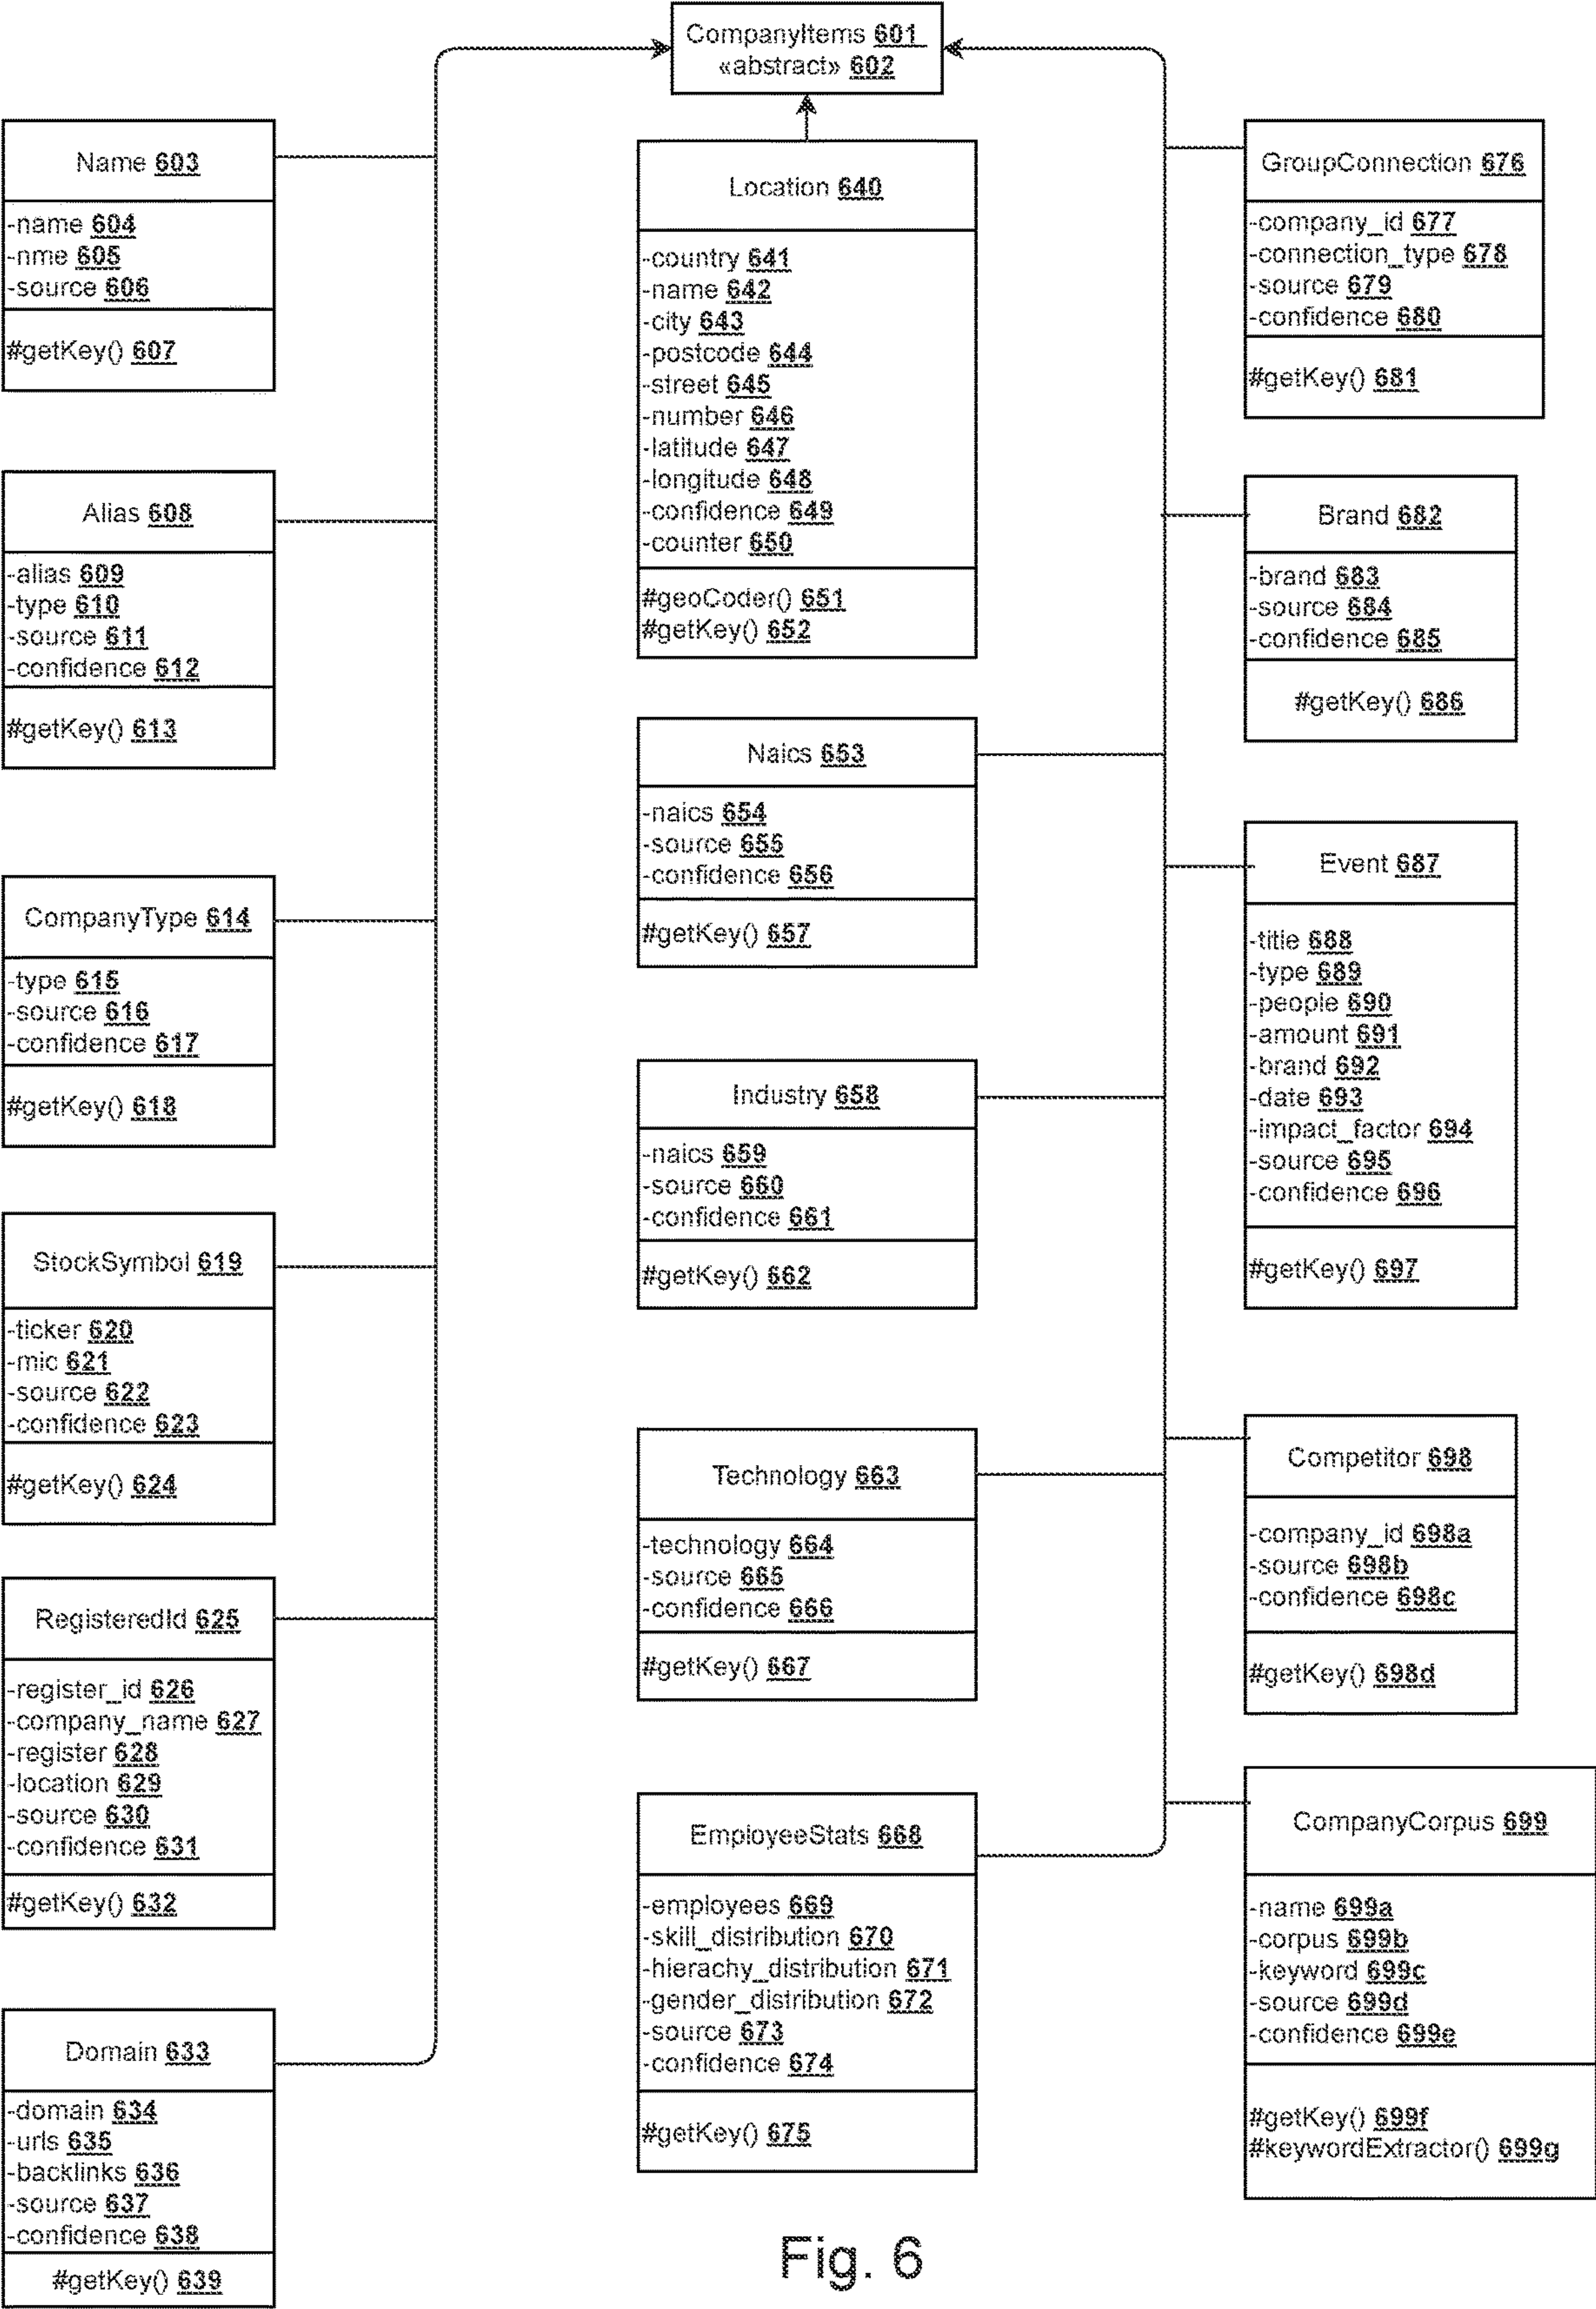 CompanyItems 601
«abstract» 602
Name 603
-name 604
-nme 605
-source 606
#getKey() 607
Alias 608
-alias 609
-type 610
-source 611
-confidence 612
#getKey() 613
CompanyType 614
-type 615
-source 616
-confidence 617
#getKey() 618
StockSymbol 619
-ticker 620
-mic 621
-source 622
-confidence 623
#getKey() 624
RegisteredId 625
-register_id 626
-company_name 627
-register 628
-location 629
-source 630
-confidence 631
#getKey() 632
Domain 633
-domain 634
-urls 635
-backlinks 636
-source 637
-confidence 638
#getKey() 639
Location 640
-country 641
-name 642
-city 643
-postcode 644
-street 645
-number 646
-latitude 647
-longitude 648
-confidence 649
-counter 650
#geoCoder() 651
#getKey() 652
Naics 653
-naics 654
-source 655
-confidence 656
#getKey() 657
Industry 658
-naics 659
-source 660
-confidence 661
#getKey() 662
Technology 663
-technology 664
-source 665
-confidence 666
#getKey() 667
EmployeeStats 668
-employees 669
-skill_distribution 670
-hierachy_distribution 671
-gender_distribution 672
-source 673
-confidence 674
#getKey() 675
GroupConnection 676
-company_id 677
-connection_type 678
-source 679
-confidence 680
#getKey() 681
Brand 682
-brand 683
-source 684
-confidence 685
#getKey() 686
Event 687
-title 688
-type 689
-people 690
-amount 691
-brand 692
-date 693
-impact_factor 694
-source 695
-confidence 696
#getKey() 697
Competitor 698
-company_id 698a
-source 698b
-confidence 698c
#getKey() 698d
CompanyCorpus 699
-name 699a
-corpus 699b
-keyword 699c
-source 699d
-confidence 699e
#getKey() 699f
#keywordExtractor() 699g
Fig. 6